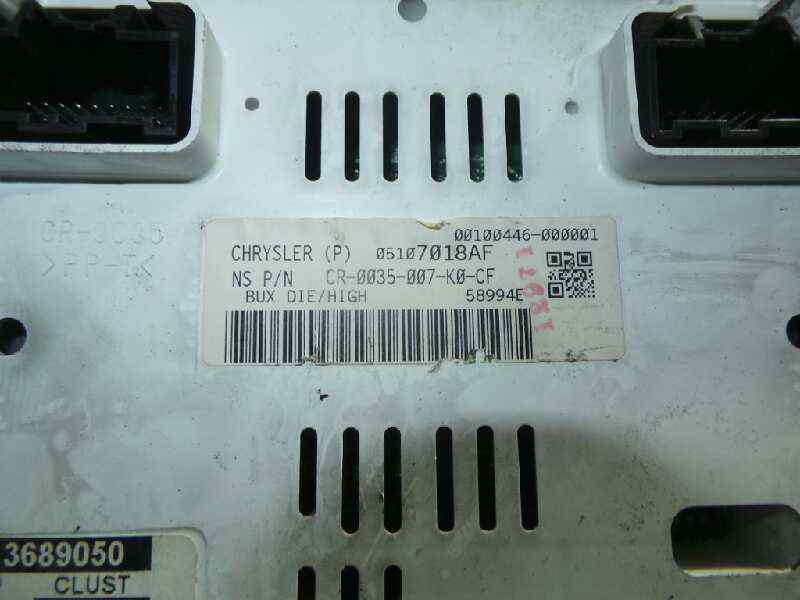 CR-0035
>PP-T<
00100446-000001
CHRYSLER (P) 05107018AF
NS P/N CR-0035-007-K0-CF
BUX DIE/HIGH 58994E
3689050
CLUST